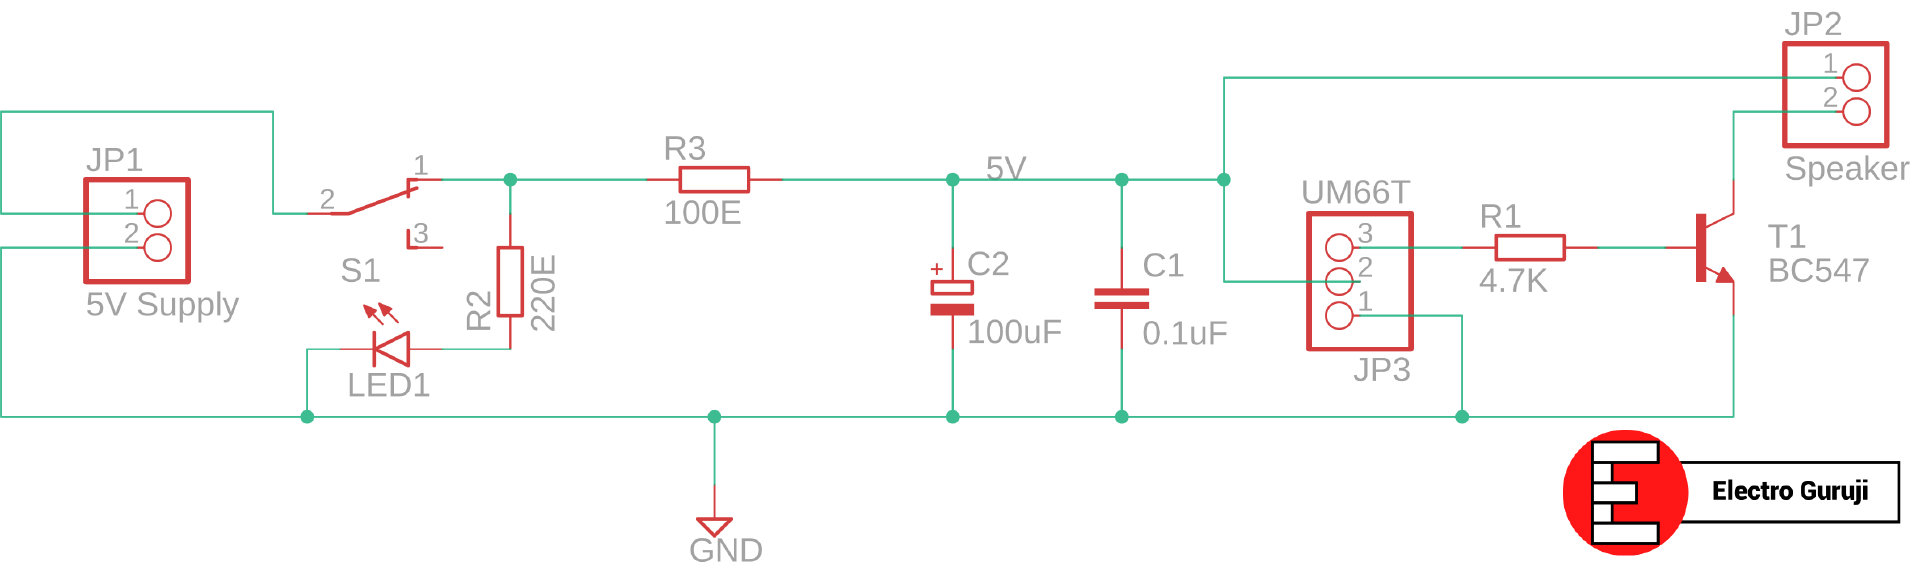 JP2
1
2
Speaker
JP1
1
2
5V Supply
2
1
3
S1
R3
100E
5V
R2
220E
LED1
+
C2
100uF
C1
0.1uF
UM66T
3
2
1
JP3
R1
4.7K
T1
BC547
GND
E
Electro Guruji